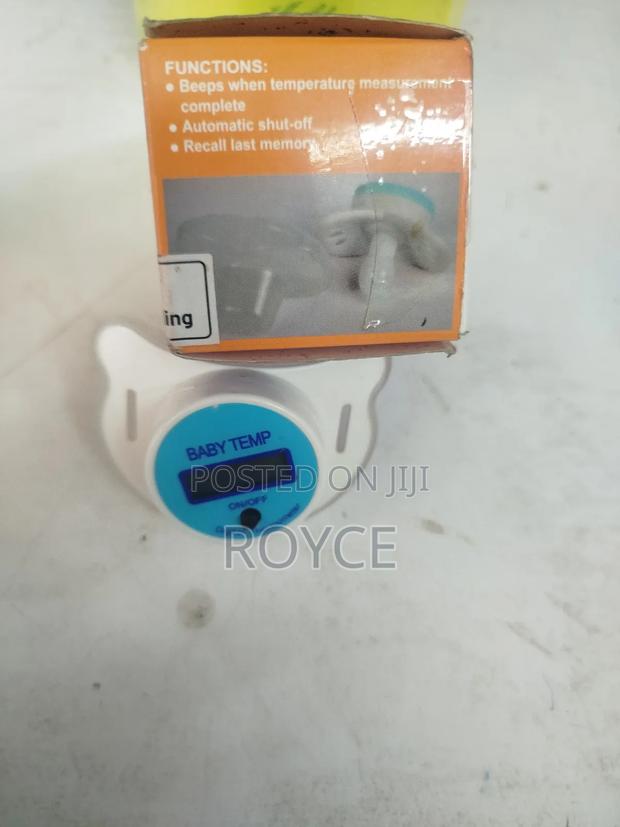 FUNCTIONS:
• Beeps when temperature measurement
complete
• Automatic shut-off
• Recall last memory
ing
BABY TEMP
POSTED ON JIJI
ON/OFF
ROYCE